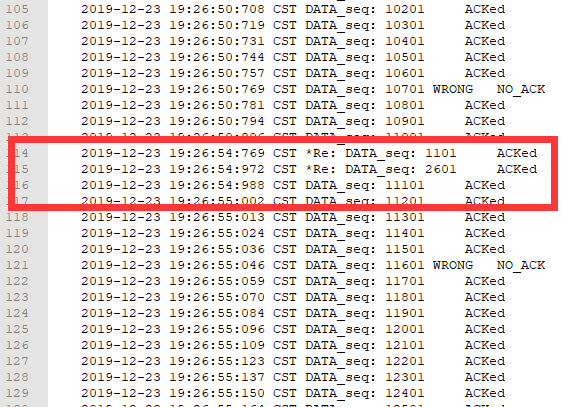 105 2019-12-23 19:26:50:708 CST DATA_seq: 10201 ACKed
106 2019-12-23 19:26:50:719 CST DATA_seq: 10301 ACKed
107 2019-12-23 19:26:50:731 CST DATA_seq: 10401 ACKed
108 2019-12-23 19:26:50:744 CST DATA_seq: 10501 ACKed
109 2019-12-23 19:26:50:757 CST DATA_seq: 10601 ACKed
110 2019-12-23 19:26:50:769 CST DATA_seq: 10701 WRONG NO_ACK
111 2019-12-23 19:26:50:781 CST DATA_seq: 10801 ACKed
112 2019-12-23 19:26:50:794 CST DATA_seq: 10901 ACKed
2019-12-23 CST DATA_seq: ACKed
114 2019-12-23 19:26:54:769 CST *Re: DATA_seq: 1101 ACKed
115 2019-12-23 19:26:54:972 CST *Re: DATA_seq: 2601 ACKed
116 2019-12-23 19:26:54:988 CST DATA_seq: 11101 ACKed
117 2019-12-23 19:26:55:002 CST DATA_seq: 11201 ACKed
118 2019-12-23 19:26:55:013 CST DATA_seq: 11301 ACKed
119 2019-12-23 19:26:55:024 CST DATA_seq: 11401 ACKed
120 2019-12-23 19:26:55:036 CST DATA_seq: 11501 ACKed
121 2019-12-23 19:26:55:046 CST DATA_seq: 11601 WRONG NO_ACK
122 2019-12-23 19:26:55:059 CST DATA_seq: 11701 ACKed
123 2019-12-23 19:26:55:070 CST DATA_seq: 11801 ACKed
124 2019-12-23 19:26:55:084 CST DATA_seq: 11901 ACKed
125 2019-12-23 19:26:55:096 CST DATA_seq: 12001 ACKed
126 2019-12-23 19:26:55:109 CST DATA_seq: 12101 ACKed
127 2019-12-23 19:26:55:123 CST DATA_seq: 12201 ACKed
128 2019-12-23 19:26:55:137 CST DATA_seq: 12301 ACKed
129 2019-12-23 19:26:55:150 CST DATA_seq: 12401 ACKed